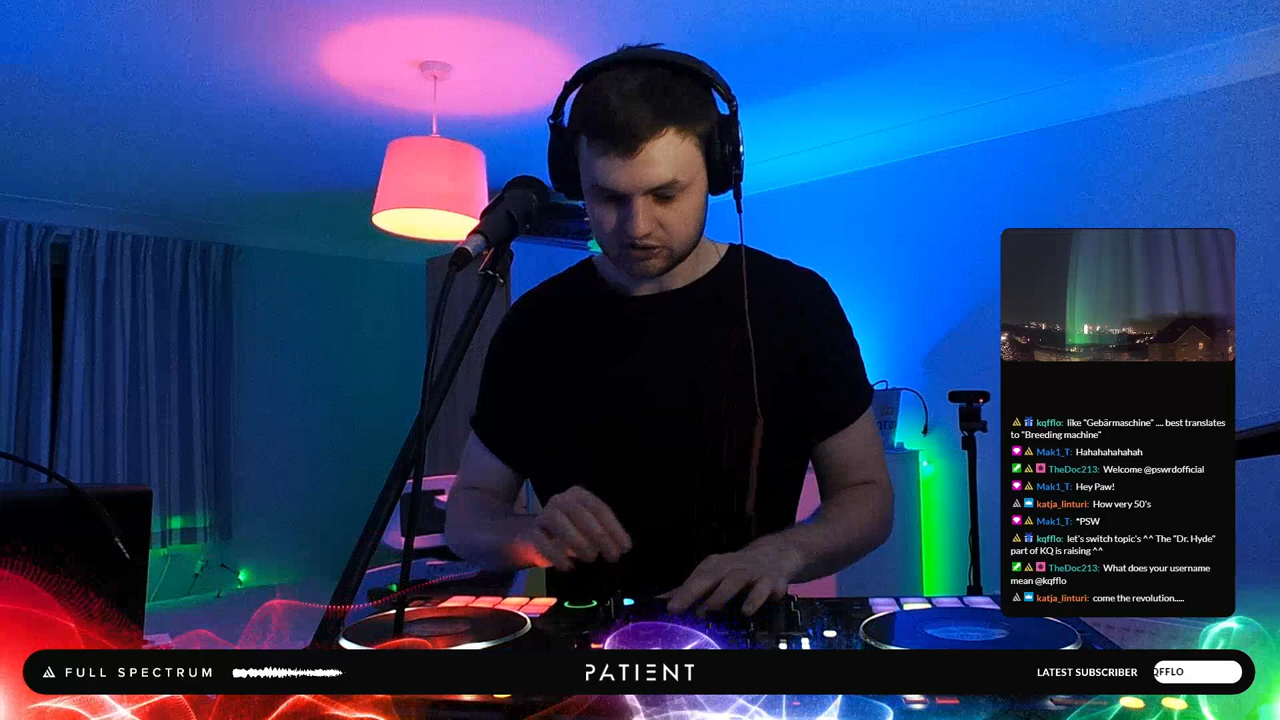 kqfflo: like "Gebärmaschine" .... best translates
to "Breeding machine"
Mak1_T: Hahahahahahah
TheDoc213: Welcome @pswrdofficial
Mak1_T: Hey Paw!
katja_linturi: How very 50's
Mak1_T: *PSW
kqfflo: let's switch topic's ^^ The "Dr. Hyde"
part of KQ is raising ^^
TheDoc213: What does your username
mean @kqfflo
katja_linturi: come the revolution.....
FULL SPECTRUM
PATIENT
LATEST SUBSCRIBER
QFFLO